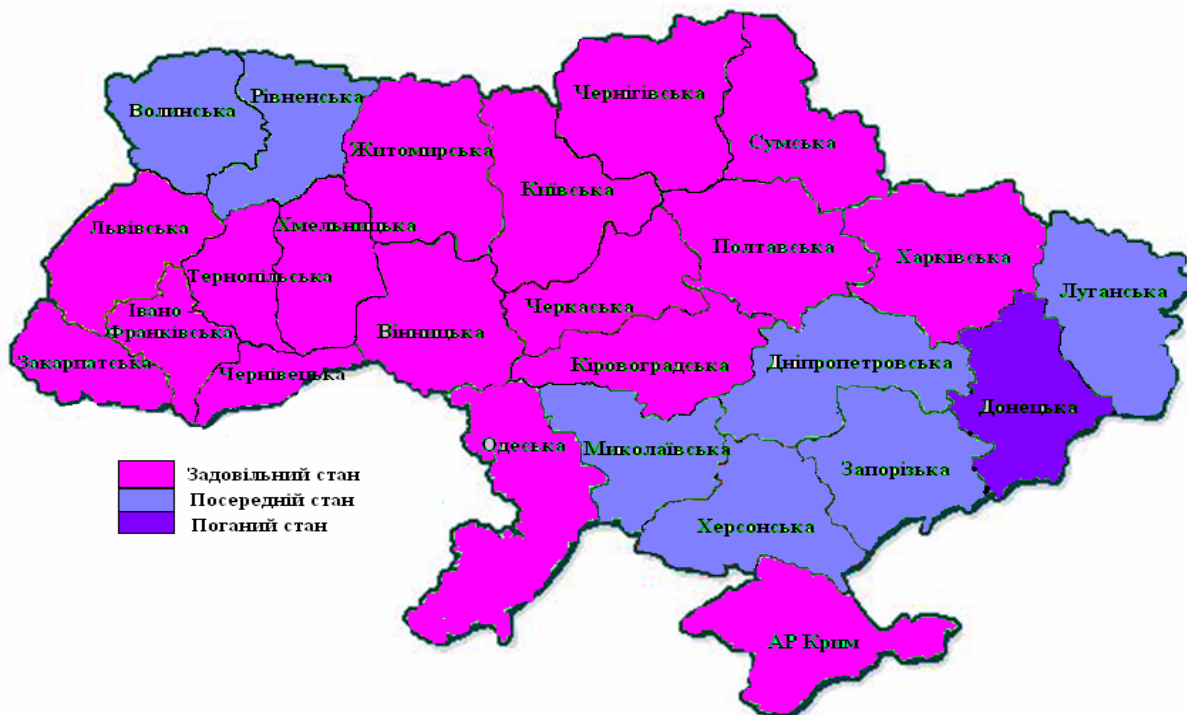 Чернігівська
Волинська
Рівненська
Житомирська
Сумська
Київська
Львівська
Хмельницька
Полтавська
Харківська
Тернопільська
Луганська
Івано -
Франківська
Черкаська
Вінницька
Закарпатська
Чернівецька
Кіровоградська
Дніпропетровська
Донецька
Одеська
Миколаївська
Запорізька
Херсонська
АР Крим
Задовільний стан
Посередній стан
Поганий стан